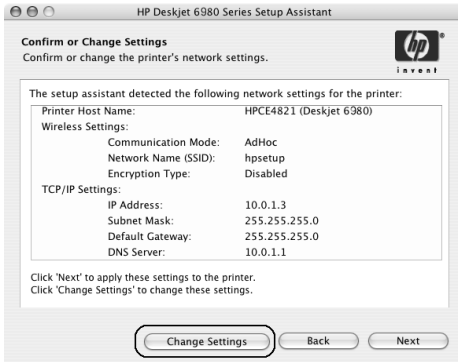 HP Deskjet 6980 Series Setup Assistant
Confirm or Change Settings
Confirm or change the printer's network settings.
hp
invent
The setup assistant detected the following network settings for the printer:
Printer Host Name: HPCE4821 (Deskjet 6980)
Wireless Settings:
Communication Mode: AdHoc
Network Name (SSID): hpsetup
Encryption Type: Disabled
TCP/IP Settings:
IP Address: 10.0.1.3
Subnet Mask: 255.255.255.0
Default Gateway: 255.255.255.0
DNS Server: 10.0.1.1
Click 'Next' to apply these settings to the printer.
Click 'Change Settings' to change these settings.
Change Settings Back Next